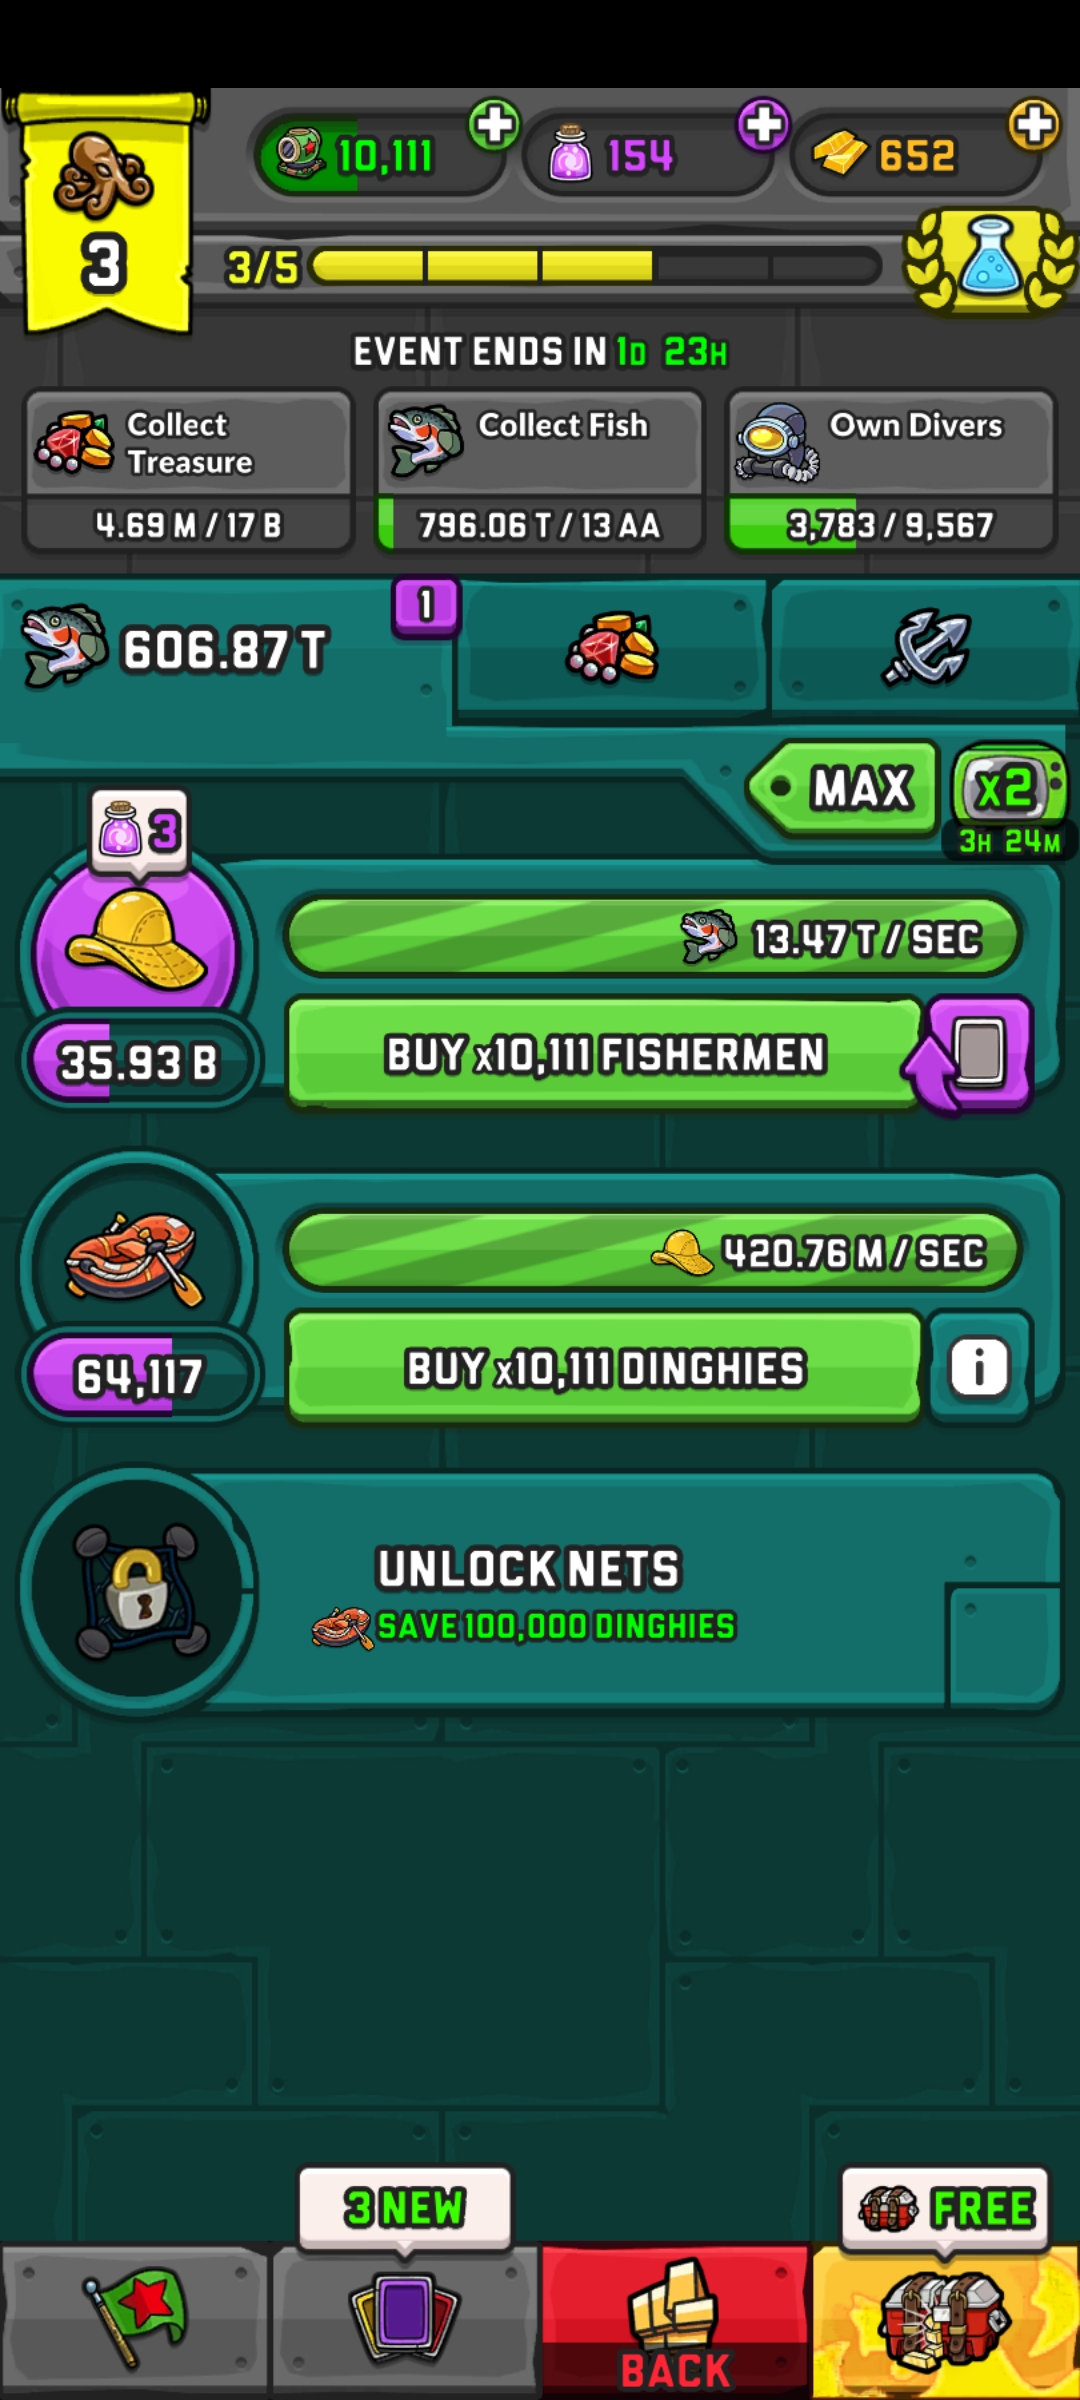 10,111
154
652
3
3/5
EVENT ENDS IN 1D 23H
Collect
Treasure
4.69 M / 17 B
Collect Fish
796.06 T / 13 AA
Own Divers
3,783 / 9,567
606.87 T
1
MAX
x2
3H 24M
3
13.47 T / SEC
35.93 B
BUY x10,111 FISHERMEN
420.76 M / SEC
64,117
BUY x10,111 DINGHIES
i
UNLOCK NETS
SAVE 100,000 DINGHIES
3 NEW
FREE
BACK